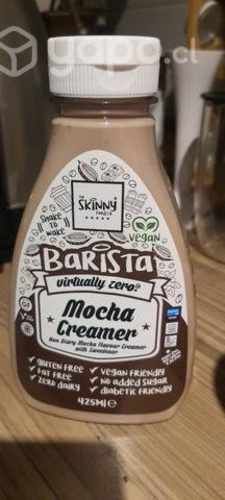 yapo.cl
THE
SKINNY
FOOD CO
SHAKE
TO
WAKE
vegan
BARISTA
virtually zero®
Mocha
Creamer
Non Dairy Mocha Flavour Creamer
with Sweetener
gluten free
fat free
zero dairy
vegan friendly
no added sugar
diabetic friendly
425ml e